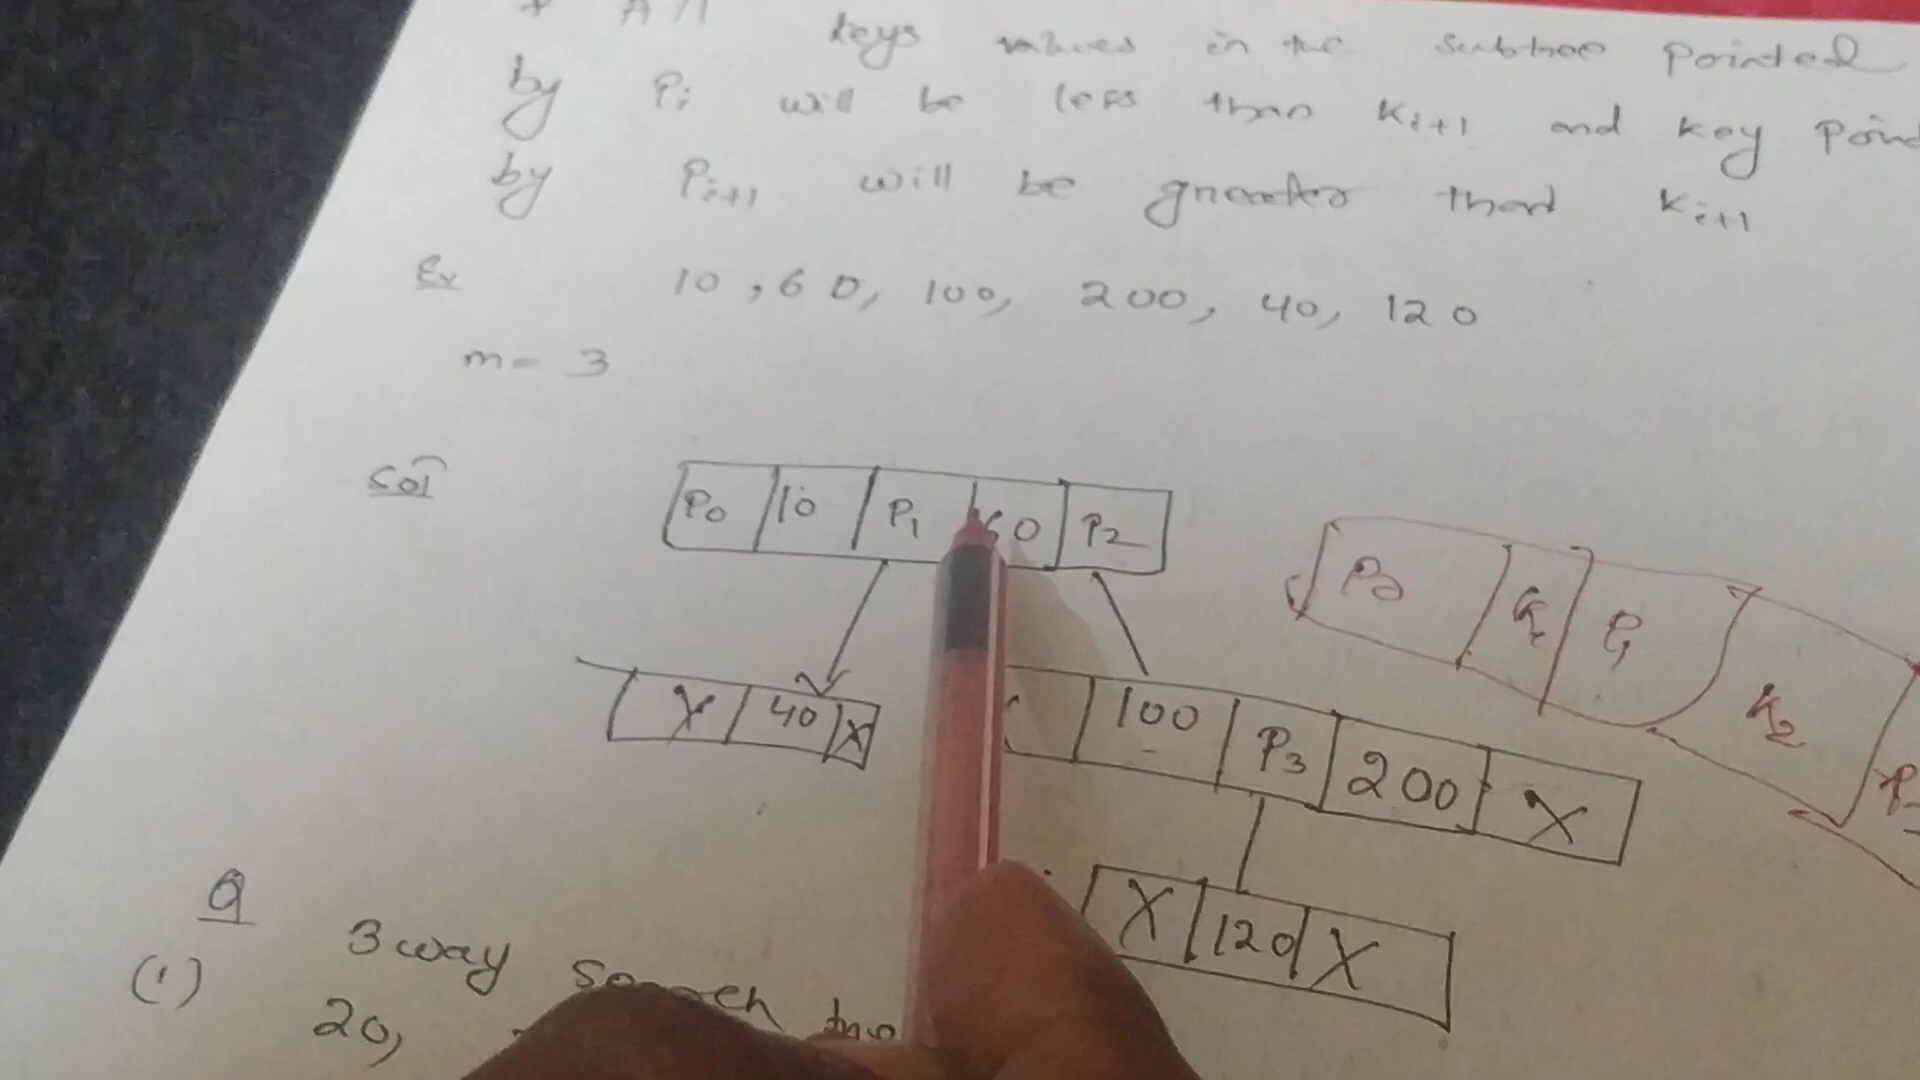 * All keys values in the subtree pointed
by Pi will be less than Ki+1 and key Poin
by Pi+1 will be greater than Ki+1
Ex 10, 60, 100, 200, 40, 120
m = 3
Sol
P0 10 P1 60 P2
P0 K1 P1 K2
X 40 X
100 P3 200 X
X 120 X
Q
(1) 3 way
20,